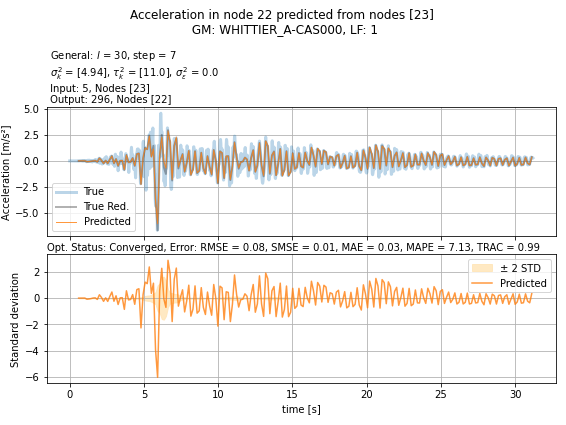 Acceleration in node 22 predicted from nodes [23]
GM: WHITTIER_A-CAS000, LF: 1
General: l = 30, step = 7
σ²ₖ = [4.94], τ²ₖ = [11.0], σ²ε = 0.0
Input: 5, Nodes [23]
Output: 296, Nodes [22]
5.0
2.5
0.0
−2.5
−5.0
Acceleration [m/s²]
True
True Red.
Predicted
Opt. Status: Converged, Error: RMSE = 0.08, SMSE = 0.01, MAE = 0.03, MAPE = 7.13, TRAC = 0.99
2
0
−2
−4
−6
Standard deviation
± 2 STD
Predicted
0 5 10 15 20 25 30
time [s]